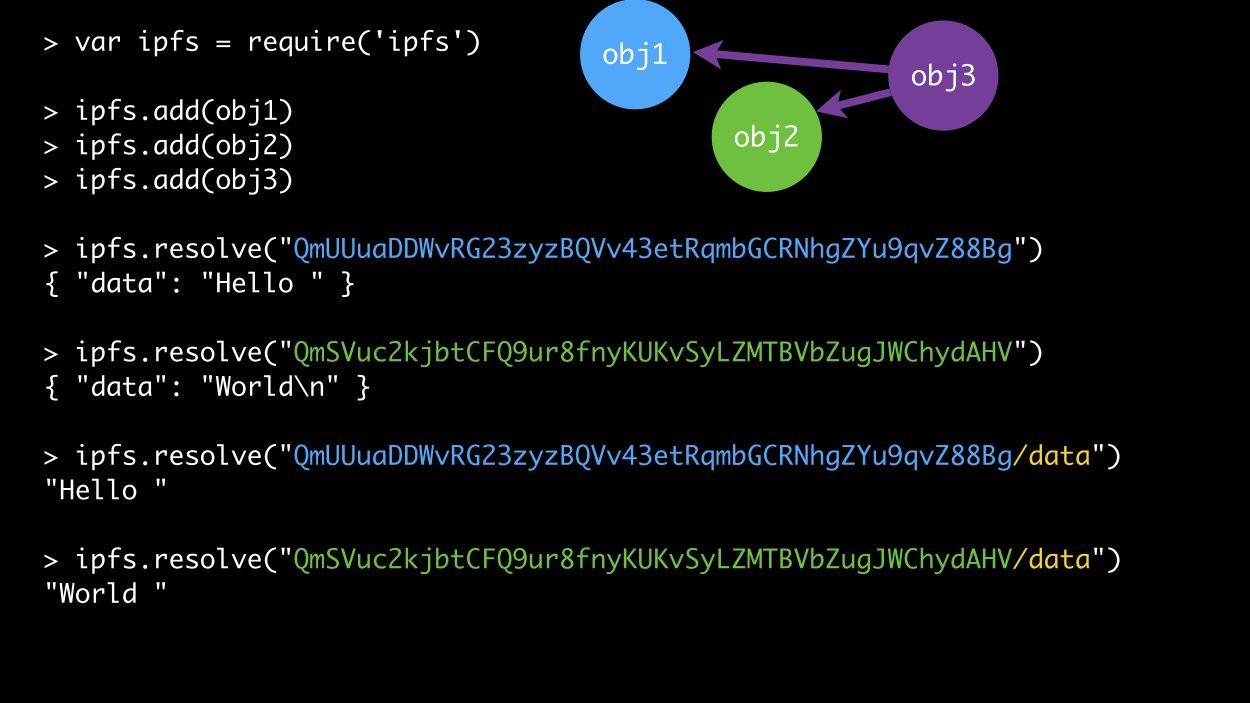 > var ipfs = require('ipfs')
obj1
obj3
obj2
> ipfs.add(obj1)
> ipfs.add(obj2)
> ipfs.add(obj3)
> ipfs.resolve("QmUUuaDDWvRG23zyzBQVv43etRqmbGCRNhgZYu9qvZ88Bg")
{ "data": "Hello " }
> ipfs.resolve("QmSVuc2kjbtCFQ9ur8fnyKUKvSyLZMTBVbZugJWChydAHV")
{ "data": "World\n" }
> ipfs.resolve("QmUUuaDDWvRG23zyzBQVv43etRqmbGCRNhgZYu9qvZ88Bg/data")
"Hello "
> ipfs.resolve("QmSVuc2kjbtCFQ9ur8fnyKUKvSyLZMTBVbZugJWChydAHV/data")
"World "